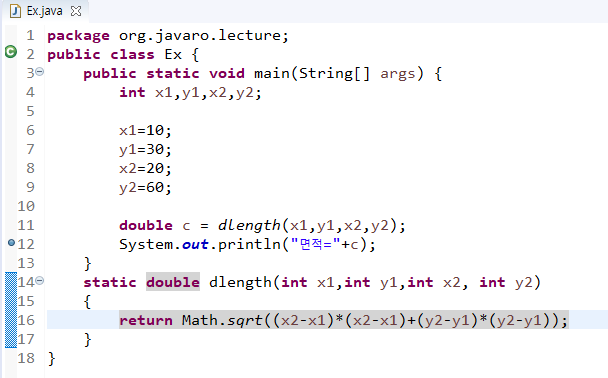 Ex.java
1 package org.javaro.lecture;
2 public class Ex {
3     public static void main(String[] args) {
4         int x1,y1,x2,y2;
5
6         x1=10;
7         y1=30;
8         x2=20;
9         y2=60;
10
11         double c = dlength(x1,y1,x2,y2);
12         System.out.println("면적="+c);
13     }
14     static double dlength(int x1,int y1,int x2, int y2)
15     {
16         return Math.sqrt((x2-x1)*(x2-x1)+(y2-y1)*(y2-y1));
17     }
18 }